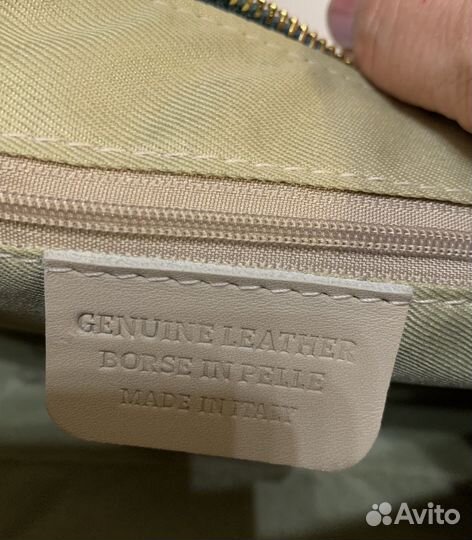 GENUINE LEATHER
BORSE IN PELLE
MADE IN ITALY
Avito